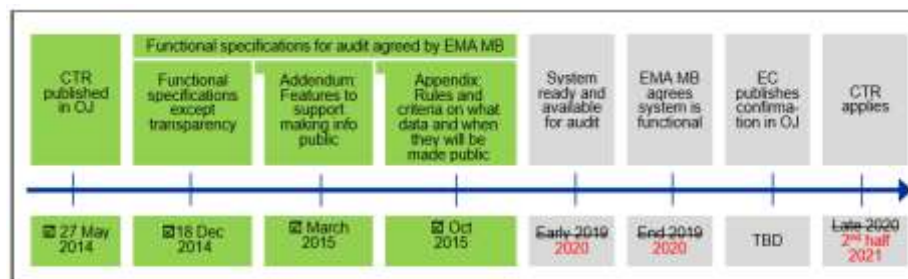 Functional specifications for audit agreed by EMA MB
CTR
published
in OJ
Functional
specifications
except
transparency
Addendum:
Features to
support
making info
public
Appendix:
Rules and
criteria on what
data and when
they will be
made public
System
ready and
available
for audit
EMA MB
agrees
system is
functional
EC
publishes
confirma-
tion in OJ
CTR
applies
☑ 27 May
2014
☑18 Dec
2014
☑ March
2015
☑ Oct
2015
Early 2019
2020
End 2019
2020
TBD
Late 2020
2nd half
2021